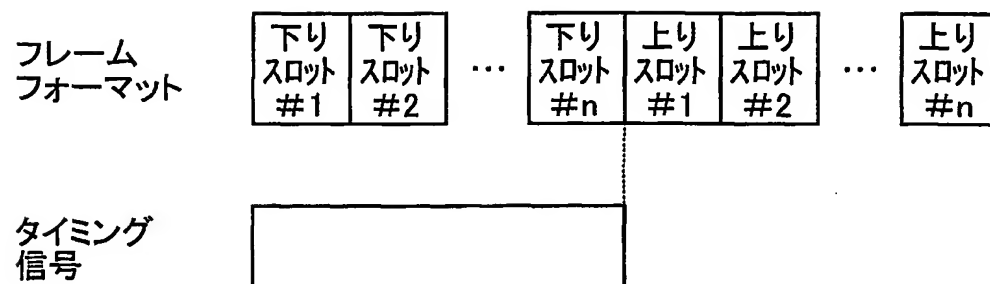 フレーム
フォーマット
下り
スロット
#1
下り
スロット
#2
…
下り
スロット
#n
上り
スロット
#1
上り
スロット
#2
…
上り
スロット
#n
タイミング
信号